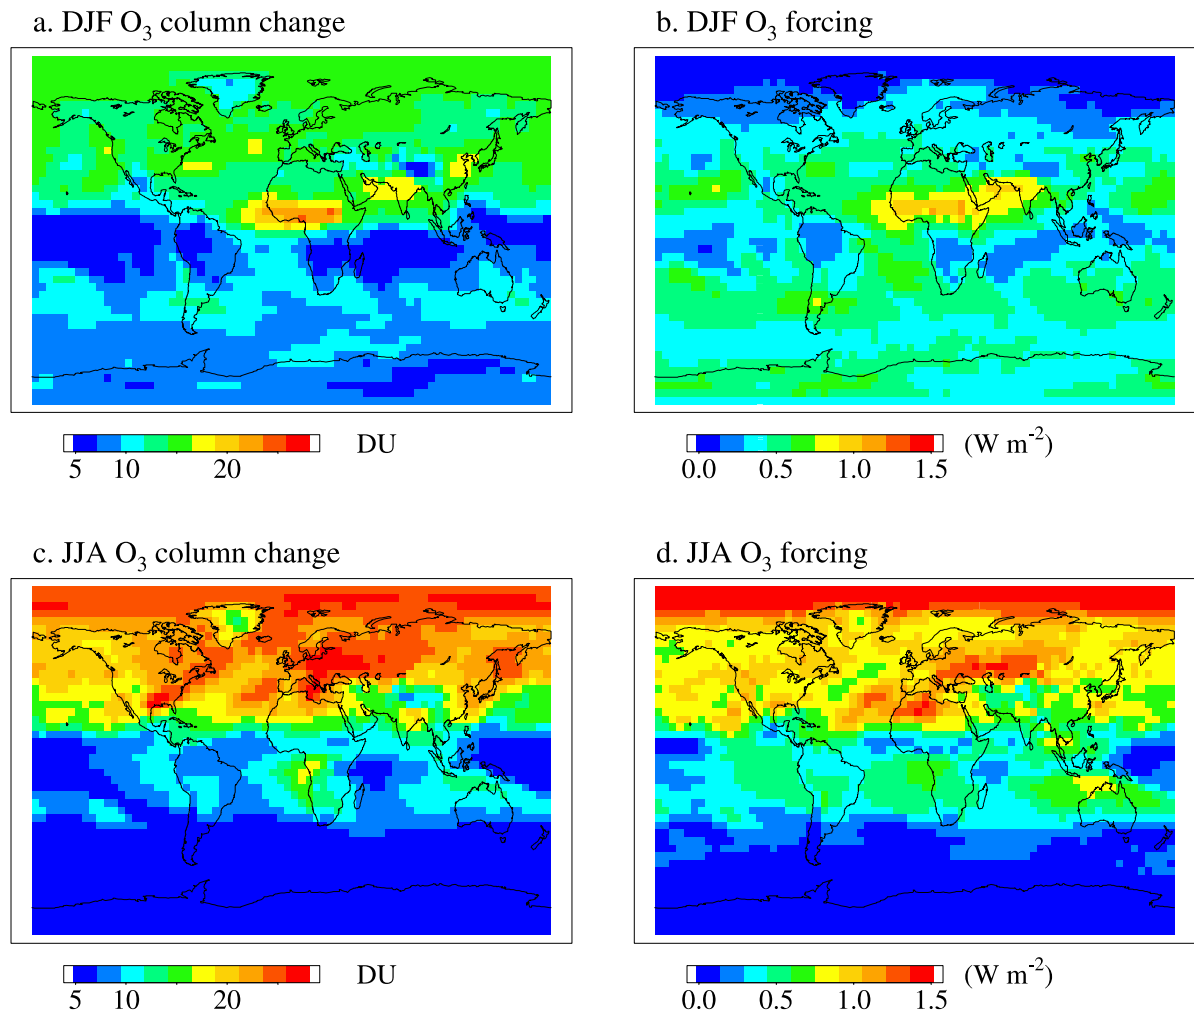 a. DJF O3 column change
b. DJF O3 forcing
5 10 20 DU
0.0 0.5 1.0 1.5 (W m-2)
c. JJA O3 column change
d. JJA O3 forcing
5 10 20 DU
0.0 0.5 1.0 1.5 (W m-2)